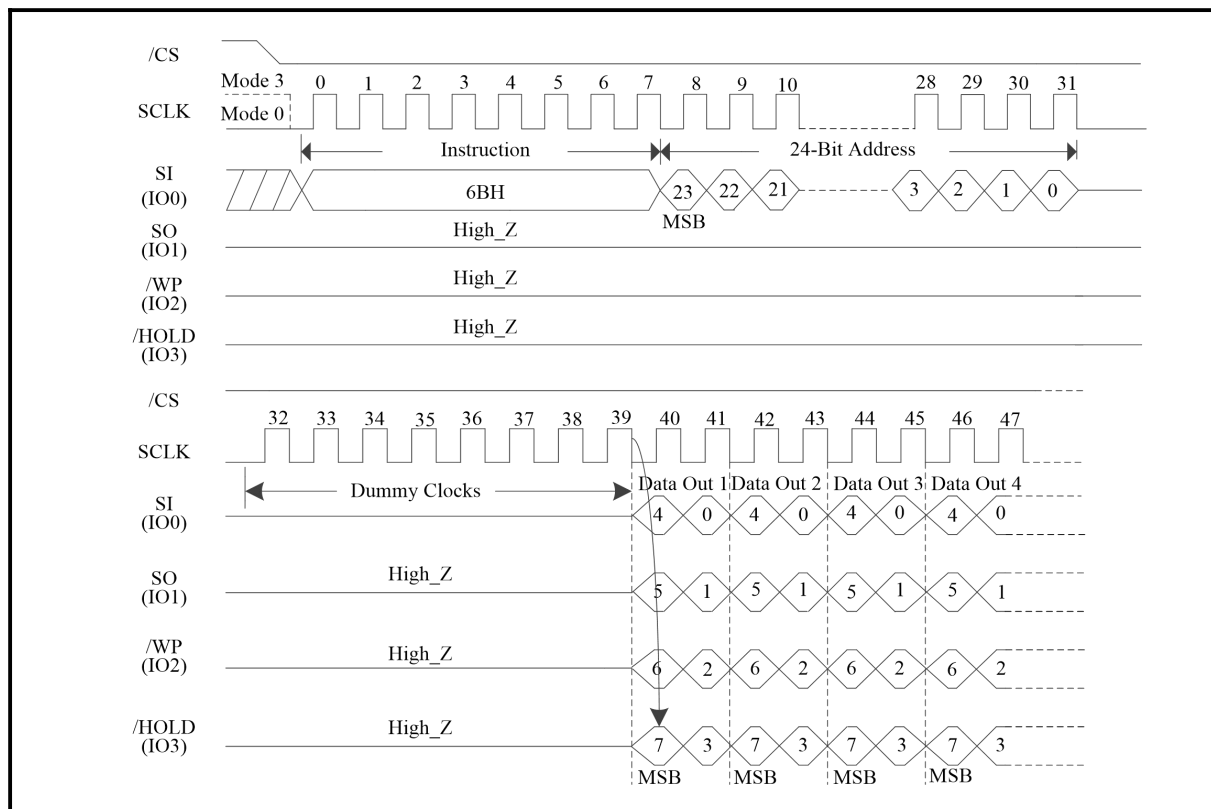 /CS
Mode 3 0 1 2 3 4 5 6 7 8 9 10 28 29 30 31
SCLK Mode 0
Instruction 24-Bit Address
SI
(IO0) 6BH 23 22 21 3 2 1 0
MSB
SO
(IO1) High_Z
/WP
(IO2) High_Z
/HOLD
(IO3) High_Z
/CS
32 33 34 35 36 37 38 39 40 41 42 43 44 45 46 47
SCLK
Dummy Clocks Data Out 1 Data Out 2 Data Out 3 Data Out 4
SI
(IO0) 4 0 4 0 4 0 4 0
SO
(IO1) High_Z 5 1 5 1 5 1 5 1
/WP
(IO2) High_Z 6 2 6 2 6 2 6 2
/HOLD
(IO3) High_Z 7 3 7 3 7 3 7 3
MSB MSB MSB MSB